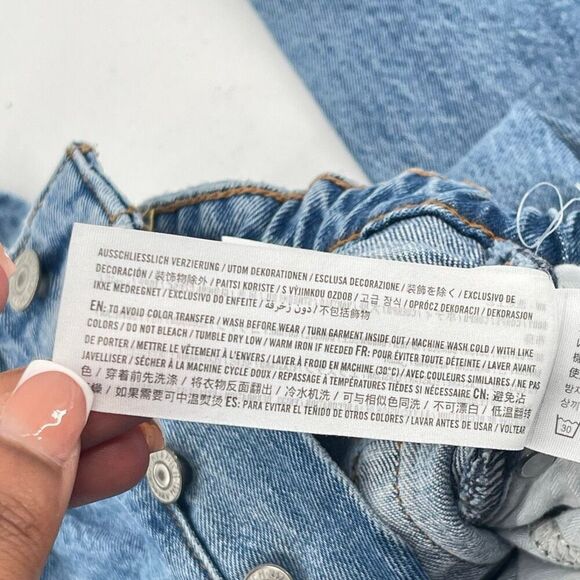 AUSSCHLIESSLICH VERZIERUNG / UTOM DEKORATIONEN / ESCLUSA DECORAZIONE / 装飾を除く / EXCLUSIVO DE
DECORACIÓN / 装饰物除外 / PAITSI KORISTE / S VÝJIMKOU OZDOB / 고급 장식 / OPRÓCZ DEKORACJI / DEKORASJON
IKKE MEDREGNET / EXCLUSIVO DO ENFEITE / 不包括飾物
EN: TO AVOID COLOR TRANSFER / WASH BEFORE WEAR / TURN GARMENT INSIDE OUT / MACHINE WASH COLD / WITH LIKE
COLORS / DO NOT BLEACH / TUMBLE DRY LOW / WARM IRON IF NEEDED FR: POUR ÉVITER TOUTE DÉTEINTE / LAVER AVANT
DE PORTER / METTRE LE VÊTEMENT À L'ENVERS / LAVER À FROID EN MACHINE (30°C) / AVEC COULEURS SIMILAIRES / NE PAS
JAVELLISER / SÉCHER À LA MACHINE CYCLE DOUX / REPASSAGE À TEMPÉRATURES TIÈDES SI NÉCESSAIRE CN: 避免沾
色 / 穿着前先洗涤 / 将衣物反面翻出 / 冷水机洗 / 可与相似色同洗 / 不可漂白 / 低温翻转
燥 / 如果需要可中温熨烫 ES: PARA EVITAR EL TEÑIDO DE OTROS COLORES / LAVAR ANTES DE USAR / VOLTEAR
30